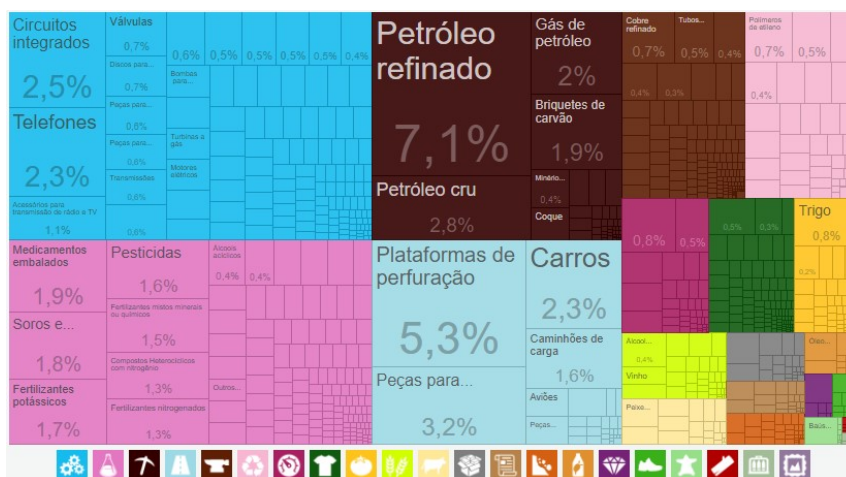 Circuitos
integrados
2,5%
Telefones
2,3%
Acessórios para
transmissão de rádio e TV
1,1%
Válvulas
0,7%
Discos para...
0,7%
Peças para...
0,6%
Peças para...
0,6%
Transmissões
0,6%
0,6%
0,6%
0,5%
0,5%
0,5%
0,5%
0,4%
Bombas
para...
Turbinas a
gás
Motores
elétricos
Petróleo
refinado
7,1%
Petróleo cru
2,8%
Gás de
petróleo
2%
Briquetes de
carvão
1,9%
Minério...
0,4%
Coque
Cobre
refinado
0,7%
Tubos...
0,5%
0,4%
0,4%
0,3%
Polímeros
de etileno
0,7%
0,5%
0,4%
Medicamentos
embalados
1,9%
Soros e...
1,8%
Fertilizantes
potássicos
1,7%
Pesticidas
1,6%
Fertilizantes mistos minerais
ou químicos
1,5%
Compostos Heterocíclicos
com nitrogênio
1,3%
Fertilizantes nitrogenados
1,3%
Álcoois
acíclicos
0,4%
0,4%
Outros...
Plataformas de
perfuração
5,3%
Peças para...
3,2%
Carros
2,3%
Caminhões de
carga
1,6%
Aviões
Peças...
0,8%
0,5%
0,5%
0,3%
Trigo
0,8%
0,2%
Álcool...
0,4%
Vinho
Peixe...
Óleo...
Baús...